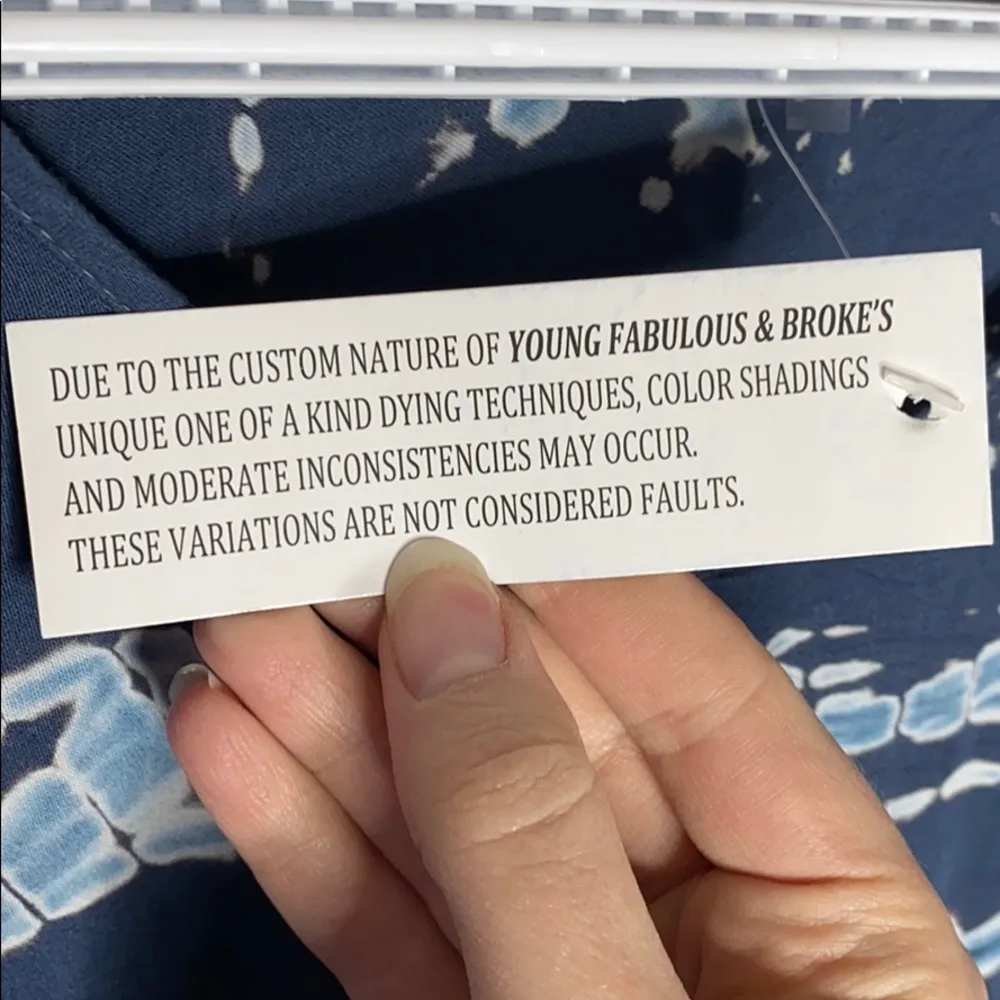 DUE TO THE CUSTOM NATURE OF YOUNG FABULOUS & BROKE'S
UNIQUE ONE OF A KIND DYING TECHNIQUES, COLOR SHADINGS
AND MODERATE INCONSISTENCIES MAY OCCUR.
THESE VARIATIONS ARE NOT CONSIDERED FAULTS.